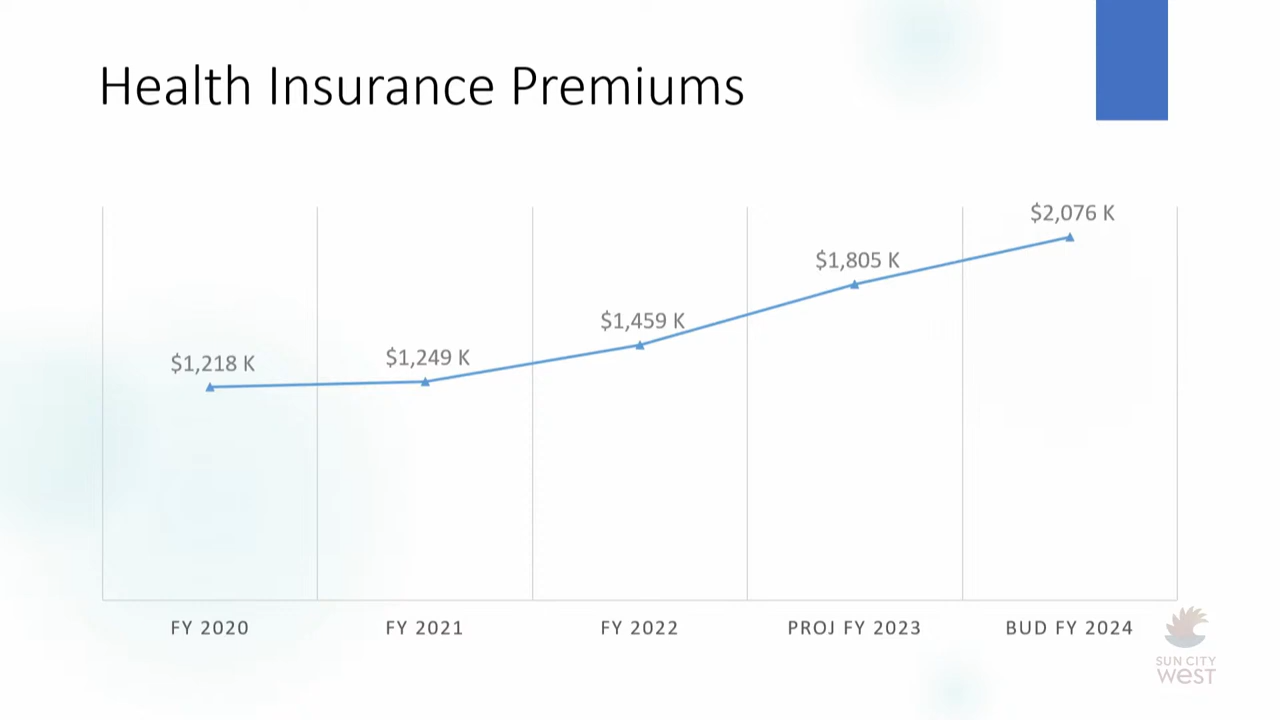 Health Insurance Premiums
$1,218 K
$1,249 K
$1,459 K
$1,805 K
$2,076 K
FY 2020
FY 2021
FY 2022
PROJ FY 2023
BUD FY 2024
SUN CITY
west